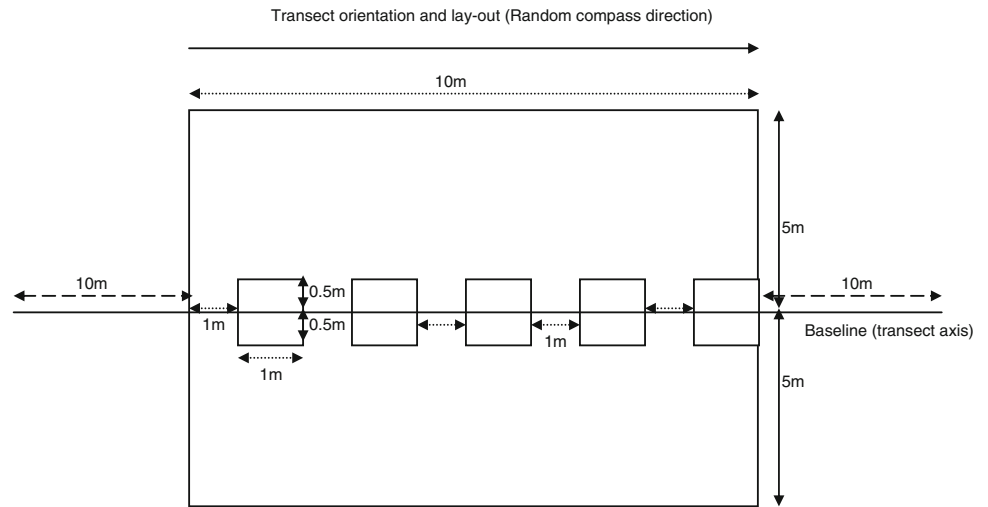 Transect orientation and lay-out (Random compass direction)
10m
5m
10m
10m
0.5m
1m
0.5m
1m
Baseline (transect axis)
1m
5m